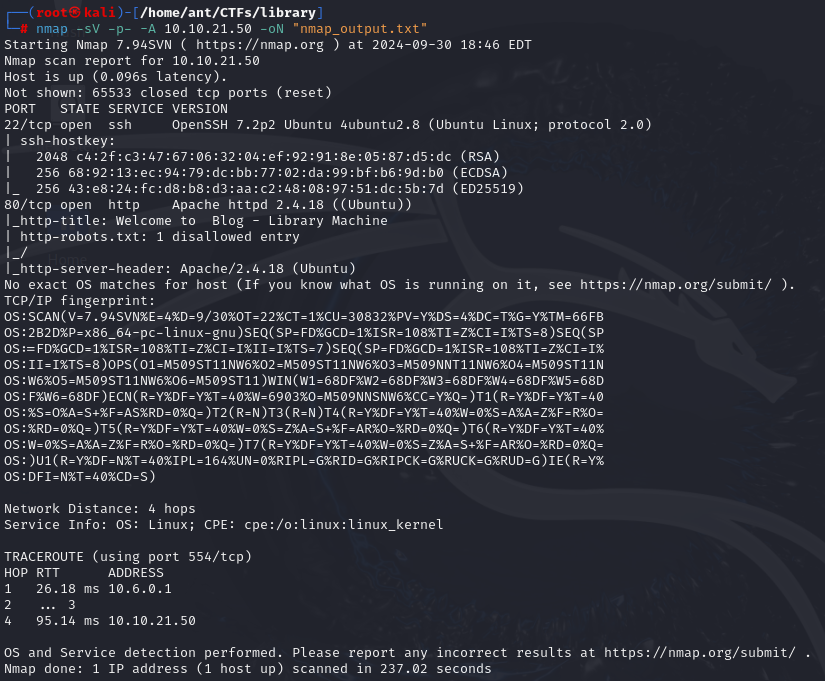 ┌──(root㉿kali)-[/home/ant/CTFs/library]
└─# nmap -sV -p- -A 10.10.21.50 -oN "nmap_output.txt"
Starting Nmap 7.94SVN ( https://nmap.org ) at 2024-09-30 18:46 EDT
Nmap scan report for 10.10.21.50
Host is up (0.096s latency).
Not shown: 65533 closed tcp ports (reset)
PORT   STATE SERVICE VERSION
22/tcp open  ssh     OpenSSH 7.2p2 Ubuntu 4ubuntu2.8 (Ubuntu Linux; protocol 2.0)
| ssh-hostkey:
|   2048 c4:2f:c3:47:67:06:32:04:ef:92:91:8e:05:87:d5:dc (RSA)
|   256 68:92:13:ec:94:79:dc:bb:77:02:da:99:bf:b6:9d:b0 (ECDSA)
|_  256 43:e8:24:fc:d8:b8:d3:aa:c2:48:08:97:51:dc:5b:7d (ED25519)
80/tcp open  http    Apache httpd 2.4.18 ((Ubuntu))
|_http-title: Welcome to  Blog - Library Machine
| http-robots.txt: 1 disallowed entry
|_/
|_http-server-header: Apache/2.4.18 (Ubuntu)
No exact OS matches for host (If you know what OS is running on it, see https://nmap.org/submit/ ).
TCP/IP fingerprint:
OS:SCAN(V=7.94SVN%E=4%D=9/30%OT=22%CT=1%CU=30832%PV=Y%DS=4%DC=T%G=Y%TM=66FB
OS:2B2D%P=x86_64-pc-linux-gnu)SEQ(SP=FD%GCD=1%ISR=108%TI=Z%CI=I%TS=8)SEQ(SP
OS:=FD%GCD=1%ISR=108%TI=Z%CI=I%II=I%TS=7)SEQ(SP=FD%GCD=1%ISR=108%TI=Z%CI=I%
OS:II=I%TS=8)OPS(O1=M509ST11NW6%O2=M509ST11NW6%O3=M509NNT11NW6%O4=M509ST11N
OS:W6%O5=M509ST11NW6%O6=M509ST11)WIN(W1=68DF%W2=68DF%W3=68DF%W4=68DF%W5=68D
OS:F%W6=68DF)ECN(R=Y%DF=Y%T=40%W=6903%O=M509NNSNW6%CC=Y%Q=)T1(R=Y%DF=Y%T=40
OS:%S=O%A=S+%F=AS%RD=0%Q=)T2(R=N)T3(R=N)T4(R=Y%DF=Y%T=40%W=0%S=A%A=Z%F=R%O=
OS:%RD=0%Q=)T5(R=Y%DF=Y%T=40%W=0%S=Z%A=S+%F=AR%O=%RD=0%Q=)T6(R=Y%DF=Y%T=40%
OS:W=0%S=A%A=Z%F=R%O=%RD=0%Q=)T7(R=Y%DF=Y%T=40%W=0%S=Z%A=S+%F=AR%O=%RD=0%Q=
OS:)U1(R=Y%DF=N%T=40%IPL=164%UN=0%RIPL=G%RID=G%RIPCK=G%RUCK=G%RUD=G)IE(R=Y%
OS:DFI=N%T=40%CD=S)
Network Distance: 4 hops
Service Info: OS: Linux; CPE: cpe:/o:linux:linux_kernel
TRACEROUTE (using port 554/tcp)
HOP RTT      ADDRESS
1   26.18 ms 10.6.0.1
2   ... 3
4   95.14 ms 10.10.21.50
OS and Service detection performed. Please report any incorrect results at https://nmap.org/submit/ .
Nmap done: 1 IP address (1 host up) scanned in 237.02 seconds